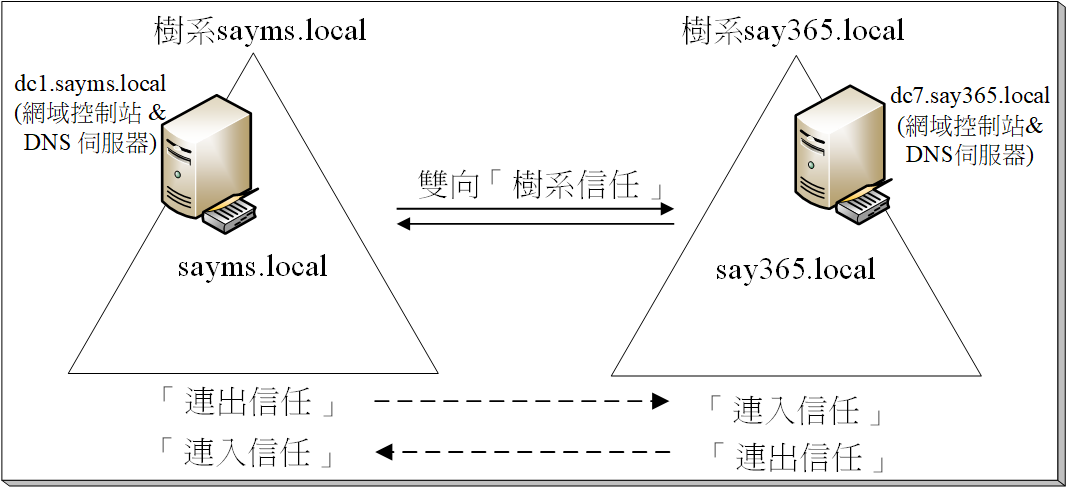 樹系sayms.local
樹系say365.local
dc1.sayms.local
(網域控制站 &
DNS 伺服器)
dc7.say365.local
(網域控制站&
DNS伺服器)
雙向「樹系信任」
sayms.local
say365.local
「連出信任」
「連入信任」
「連入信任」
「連出信任」